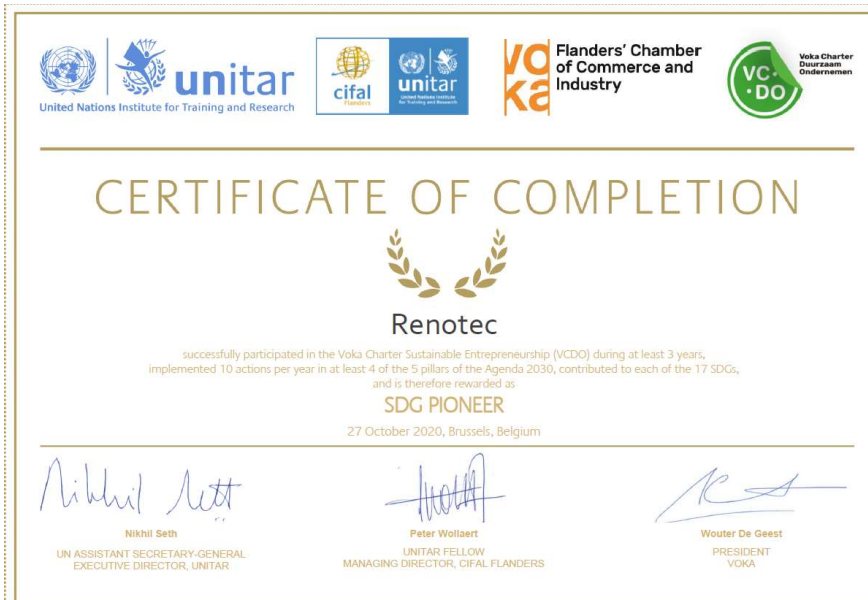 unitar
United Nations Institute for Training and Research
cifal
Flanders
unitar
United Nations Institute
for Training and Research
VO
KA
Flanders' Chamber
of Commerce and
Industry
VC·
·DO
Voka Charter
Duurzaam
Ondernemen
CERTIFICATE OF COMPLETION
Renotec
successfully participated in the Voka Charter Sustainable Entrepreneurship (VCDO) during at least 3 years,
implemented 10 actions per year in at least 4 of the 5 pillars of the Agenda 2030, contributed to each of the 17 SDGs,
and is therefore rewarded as
SDG PIONEER
27 October 2020, Brussels, Belgium
Nikhil Seth
Nikhil Seth
UN ASSISTANT SECRETARY-GENERAL
EXECUTIVE DIRECTOR, UNITAR
Peter Wollaert
UNITAR FELLOW
MANAGING DIRECTOR, CIFAL FLANDERS
Wouter De Geest
PRESIDENT
VOKA